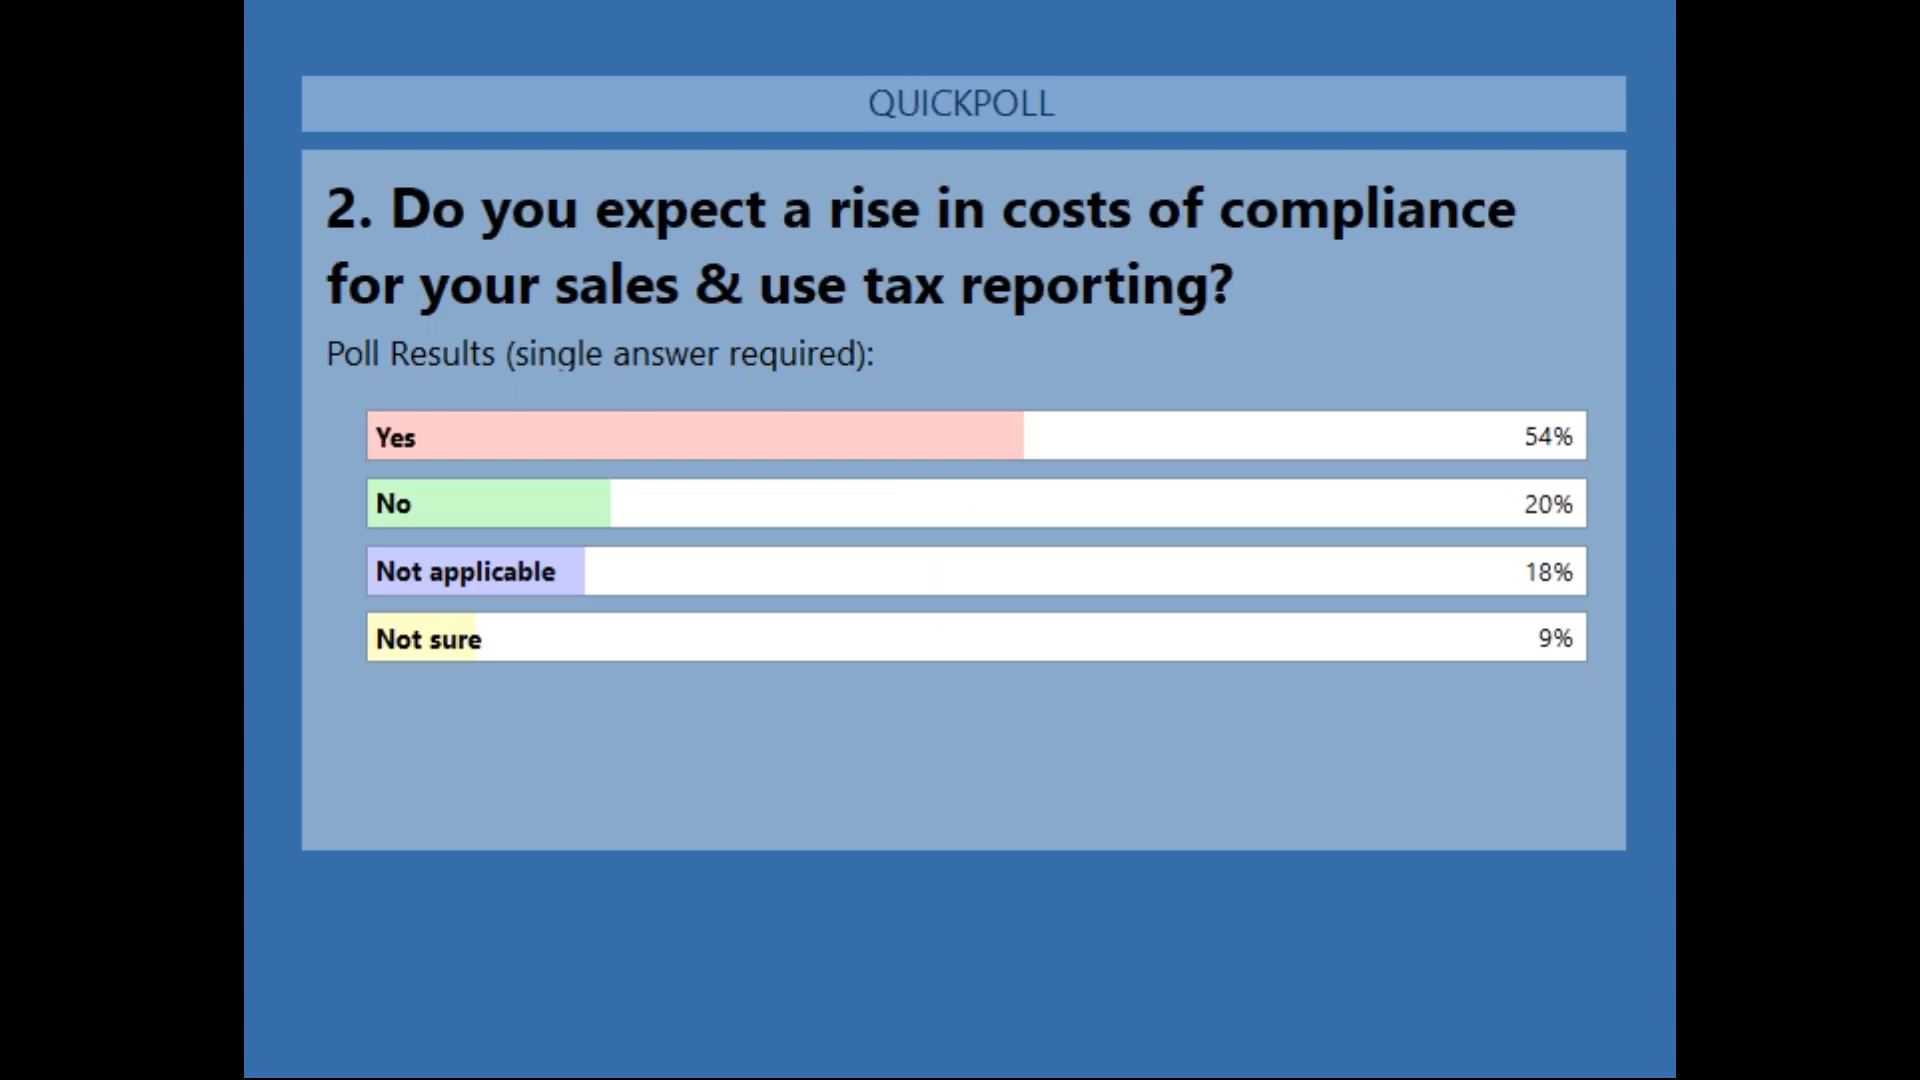 QUICKPOLL
2. Do you expect a rise in costs of compliance
for your sales & use tax reporting?
Poll Results (single answer required):
Yes 54%
No 20%
Not applicable 18%
Not sure 9%